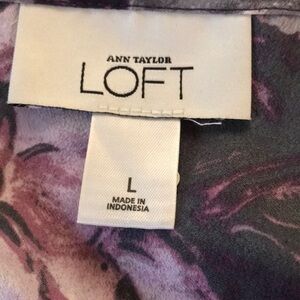 ANN TAYLOR
LOFT
L
MADE IN
INDONESIA